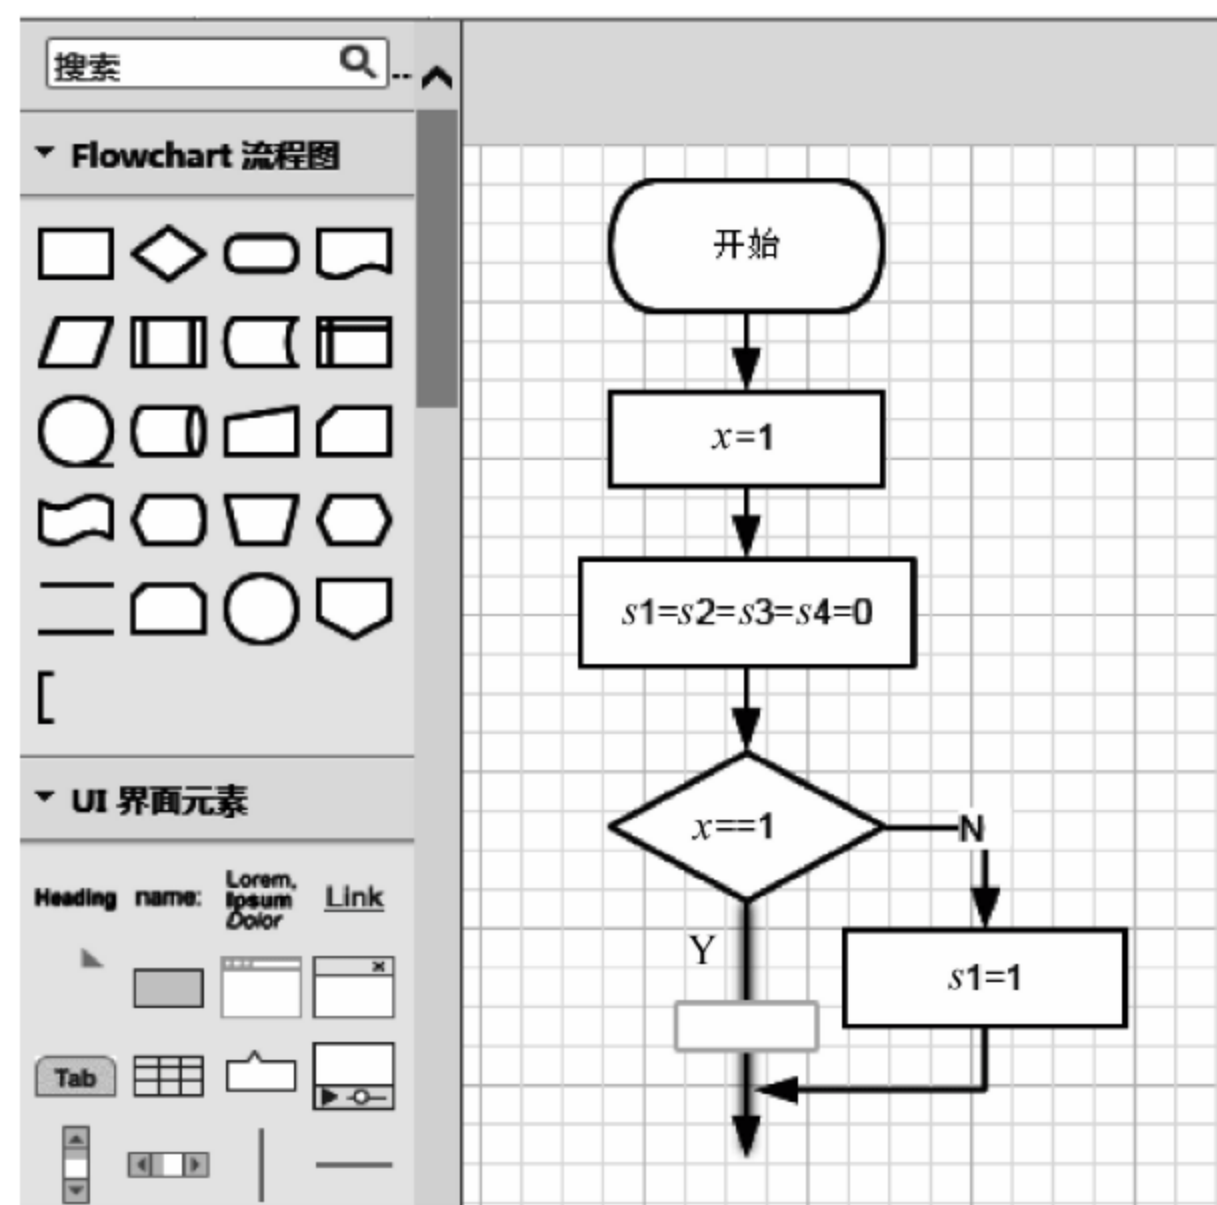 搜索
...
Flowchart 流程图
UI 界面元素
Heading name: Lorem, Ipsum Dolor Link
Tab
开始
x=1
s1=s2=s3=s4=0
x==1
N
Y
s1=1